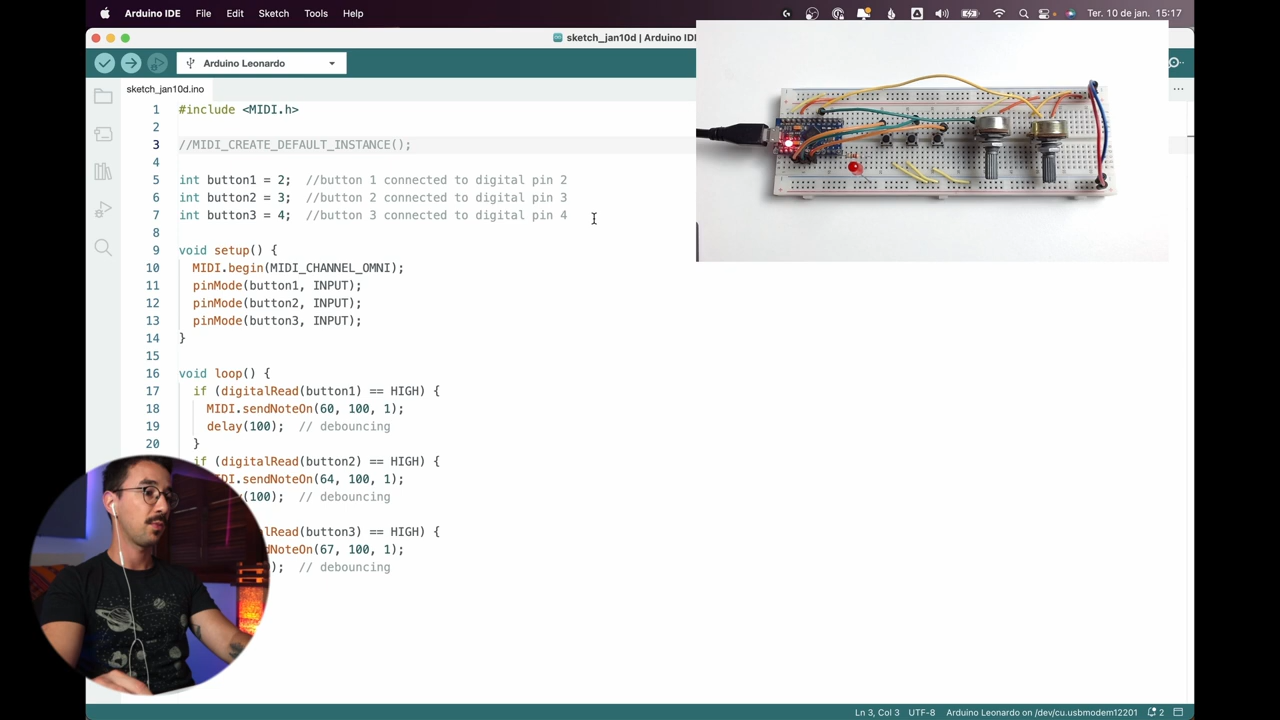 Arduino IDE File Edit Sketch Tools Help Ter. 10 de jan. 15:17
sketch_jan10d | Arduino IDE
Arduino Leonardo
sketch_jan10d.ino
1 #include <MIDI.h>
2
3 //MIDI_CREATE_DEFAULT_INSTANCE();
4
5 int button1 = 2; //button 1 connected to digital pin 2
6 int button2 = 3; //button 2 connected to digital pin 3
7 int button3 = 4; //button 3 connected to digital pin 4
8
9 void setup() {
10 MIDI.begin(MIDI_CHANNEL_OMNI);
11 pinMode(button1, INPUT);
12 pinMode(button2, INPUT);
13 pinMode(button3, INPUT);
14 }
15
16 void loop() {
17 if (digitalRead(button1) == HIGH) {
18 MIDI.sendNoteOn(60, 100, 1);
19 delay(100); // debouncing
20 }
if (digitalRead(button2) == HIGH) {
.sendNoteOn(64, 100, 1);
(100); // debouncing
(button3) == HIGH) {
(67, 100, 1);
); // debouncing
Ln 3, Col 3 UTF-8 Arduino Leonardo on /dev/cu.usbmodem12201 2